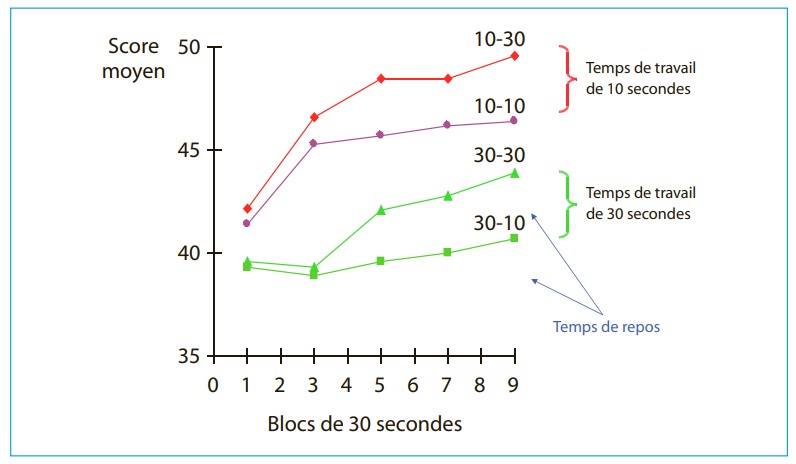 Score
moyen
50
45
40
35
10-30
10-10
30-30
30-10
Temps de travail
de 10 secondes
Temps de travail
de 30 secondes
Temps de repos
0 1 2 3 4 5 6 7 8 9
Blocs de 30 secondes